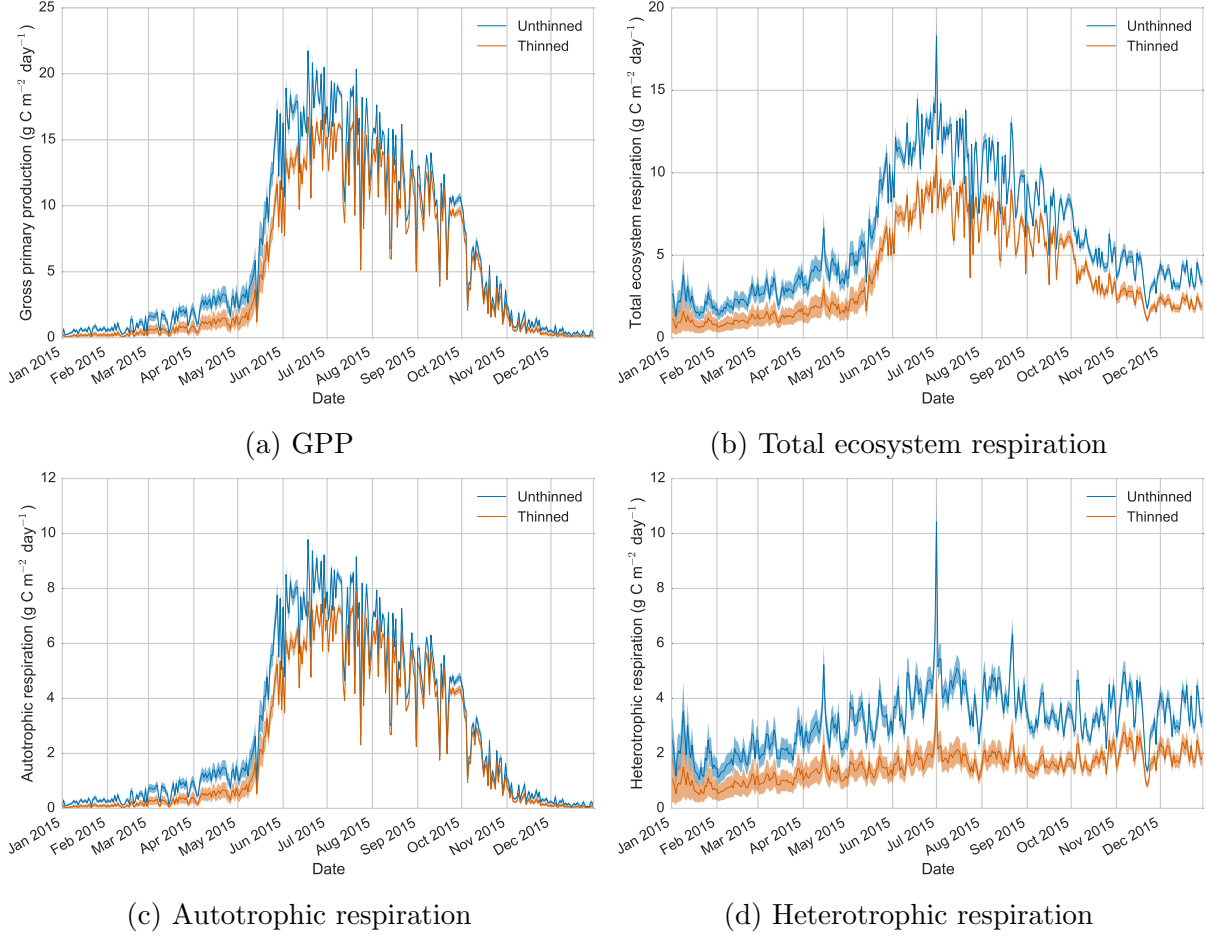 25
20
15
10
5
0
Gross primary production (g C m⁻² day⁻¹)
Unthinned
Thinned
Jan 2015
Feb 2015
Mar 2015
Apr 2015
May 2015
Jun 2015
Jul 2015
Aug 2015
Sep 2015
Oct 2015
Nov 2015
Dec 2015
Date
(a) GPP
20
15
10
5
0
Total ecosystem respiration (g C m⁻² day⁻¹)
Unthinned
Thinned
Jan 2015
Feb 2015
Mar 2015
Apr 2015
May 2015
Jun 2015
Jul 2015
Aug 2015
Sep 2015
Oct 2015
Nov 2015
Dec 2015
Date
(b) Total ecosystem respiration
12
10
8
6
4
2
0
Autotrophic respiration (g C m⁻² day⁻¹)
Unthinned
Thinned
Jan 2015
Feb 2015
Mar 2015
Apr 2015
May 2015
Jun 2015
Jul 2015
Aug 2015
Sep 2015
Oct 2015
Nov 2015
Dec 2015
Date
(c) Autotrophic respiration
12
10
8
6
4
2
0
Heterotrophic respiration (g C m⁻² day⁻¹)
Unthinned
Thinned
Jan 2015
Feb 2015
Mar 2015
Apr 2015
May 2015
Jun 2015
Jul 2015
Aug 2015
Sep 2015
Oct 2015
Nov 2015
Dec 2015
Date
(d) Heterotrophic respiration